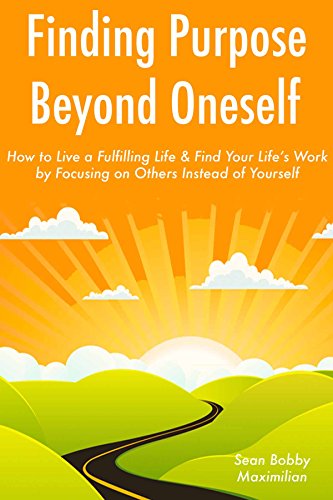 Finding Purpose
Beyond Oneself
How to Live a Fulfilling Life & Find Your Life's Work
by Focusing on Others Instead of Yourself
Sean Bobby
Maximilian